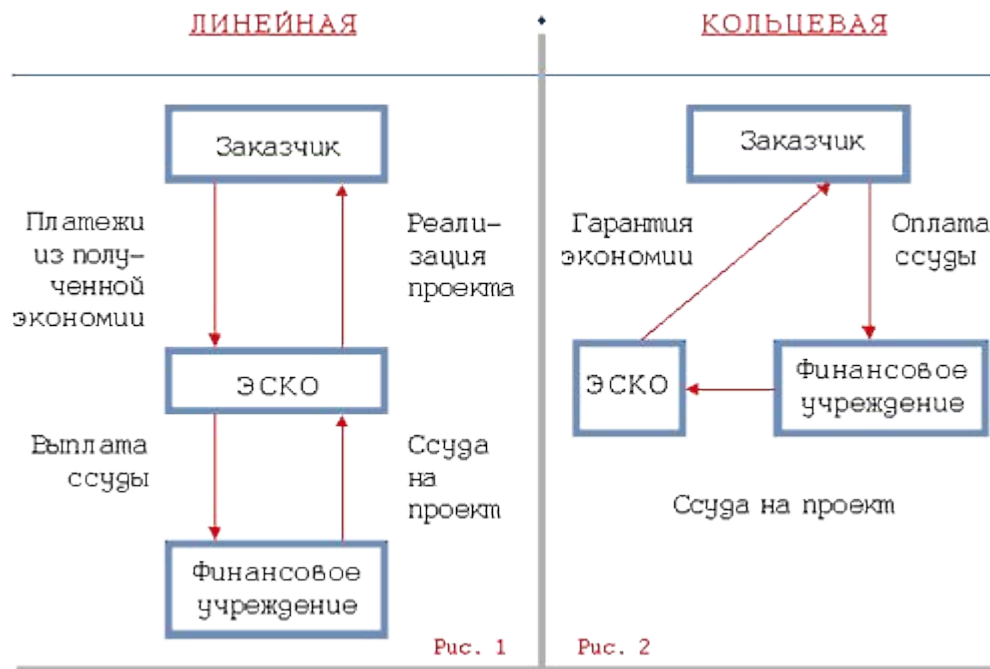 ЛИНЕЙНАЯ
Заказчик
Платежи
из полу-
ченной
экономии
Реали-
зация
проекта
ЭСКО
Выплата
ссуды
Ссуда
на
проект
Финансовое
учреждение
Рис. 1
КОЛЬЦЕВАЯ
Заказчик
Гарантия
экономии
Оплата
ссуды
ЭСКО
Финансовое
учреждение
Ссуда на проект
Рис. 2